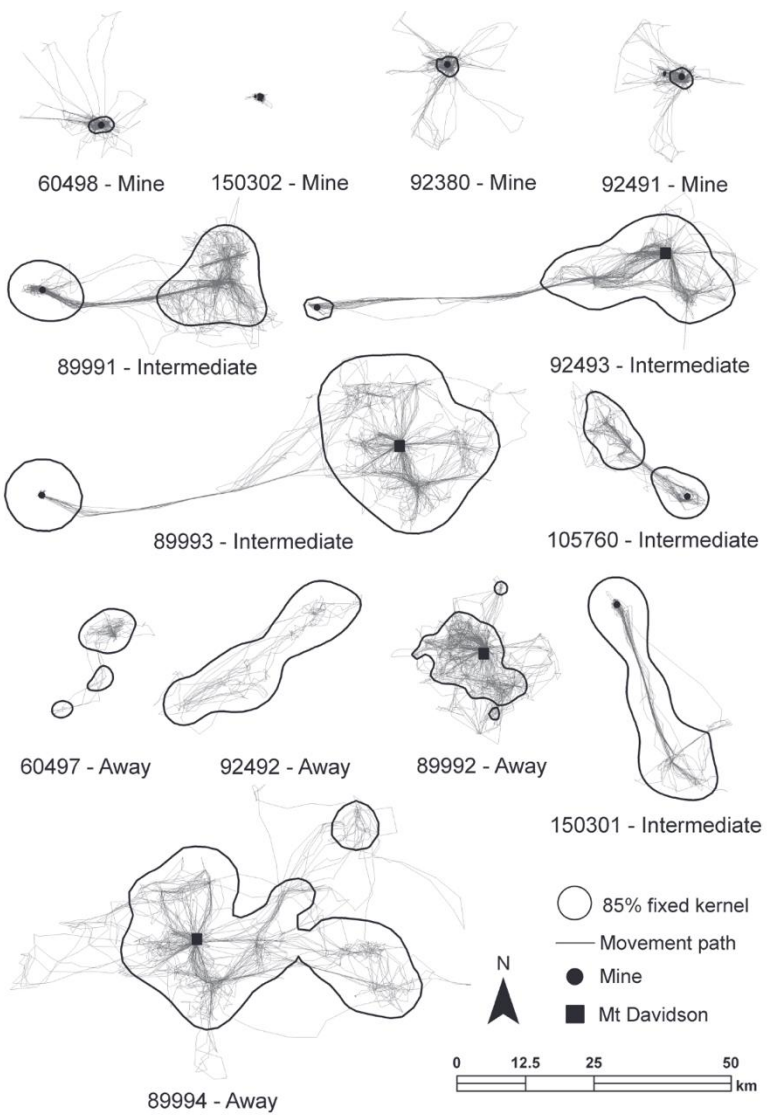 60498 - Mine
150302 - Mine
92380 - Mine
92491 - Mine
89991 - Intermediate
92493 - Intermediate
89993 - Intermediate
105760 - Intermediate
60497 - Away
92492 - Away
89992 - Away
150301 - Intermediate
89994 - Away
85% fixed kernel
Movement path
Mine
Mt Davidson
N
0 12.5 25 50
km